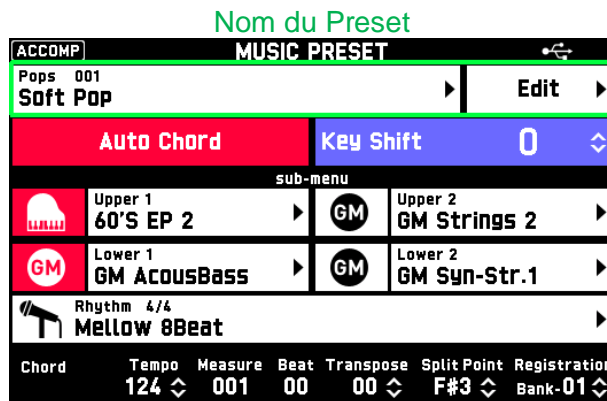 Nom du Preset
ACCOMP MUSIC PRESET
Pops 001
Soft Pop Edit
Auto Chord Key Shift 0
sub-menu
Upper 1 Upper 2
60'S EP 2 GM GM Strings 2
Lower 1 Lower 2
GM GM AcousBass GM GM Syn-Str.1
Rhythm 4/4
Mellow 8Beat
Chord Tempo Measure Beat Transpose Split Point Registration
124 001 00 00 F#3 Bank-01